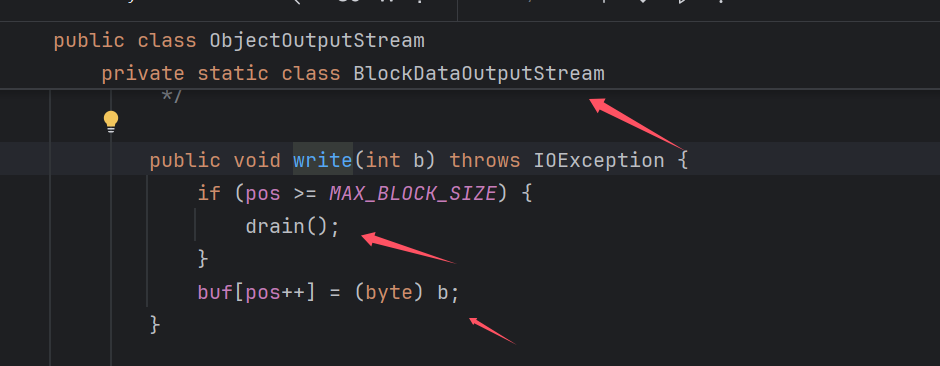 public class ObjectOutputStream
private static class BlockDataOutputStream
*/
public void write(int b) throws IOException {
if (pos >= MAX_BLOCK_SIZE) {
drain();
}
buf[pos++] = (byte) b;
}